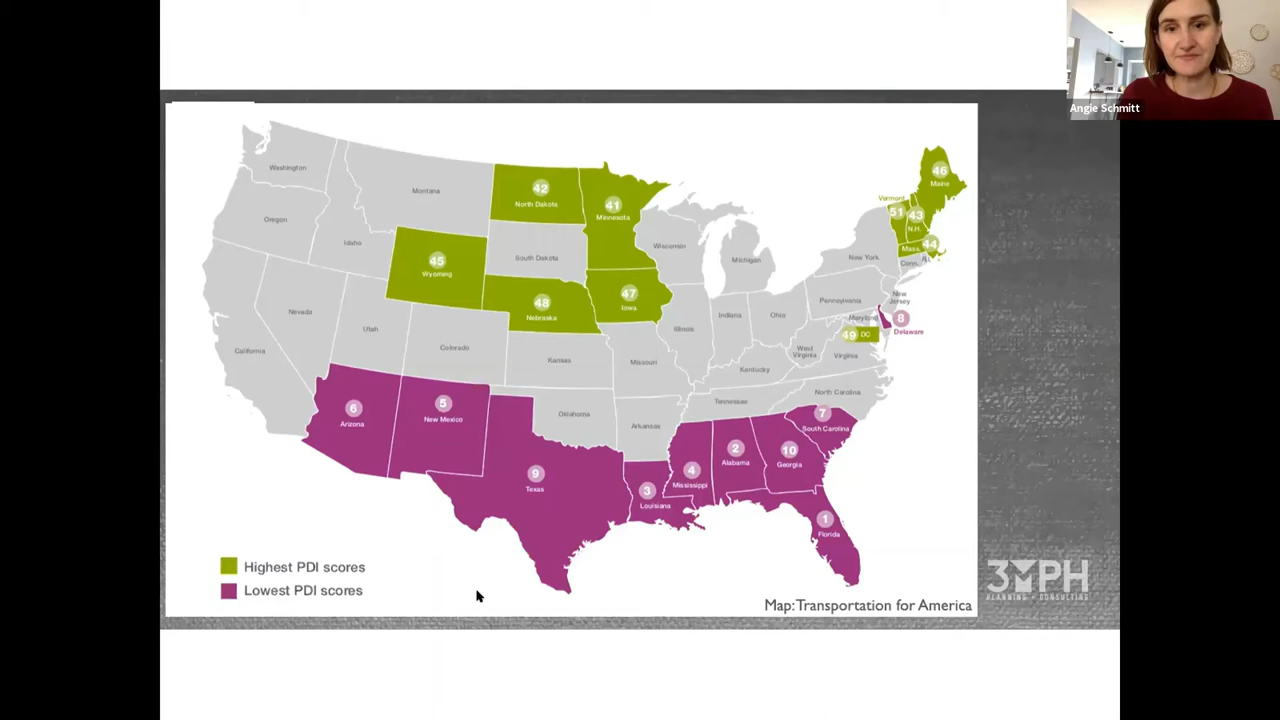 Angie Schmitt
Washington
Oregon
California
Nevada
Idaho
Montana
Utah
Colorado
45
Wyoming
42
North Dakota
South Dakota
48
Nebraska
Kansas
Oklahoma
41
Minnesota
47
Iowa
Missouri
Arkansas
Wisconsin
Illinois
Michigan
Indiana
Ohio
Kentucky
Tennessee
West
Virginia
Virginia
North Carolina
Pennsylvania
New York
New
Jersey
Maryland
49 DC
8
Delaware
Vermont
51
43
N.H.
46
Maine
Mass.
44
Conn.
R.I.
6
Arizona
5
New Mexico
9
Texas
3
Louisiana
4
Mississippi
2
Alabama
10
Georgia
7
South Carolina
1
Florida
Highest PDI scores
Lowest PDI scores
Map: Transportation for America
3MPH
PLANNING + CONSULTING